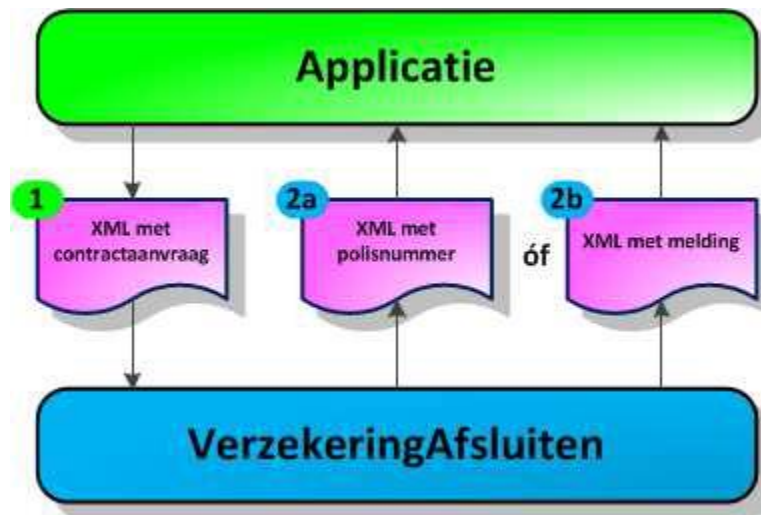 Applicatie
1
XML met
contractaanvraag
2a
XML met
polisnummer
óf
2b
XML met melding
VerzekeringAfsluiten